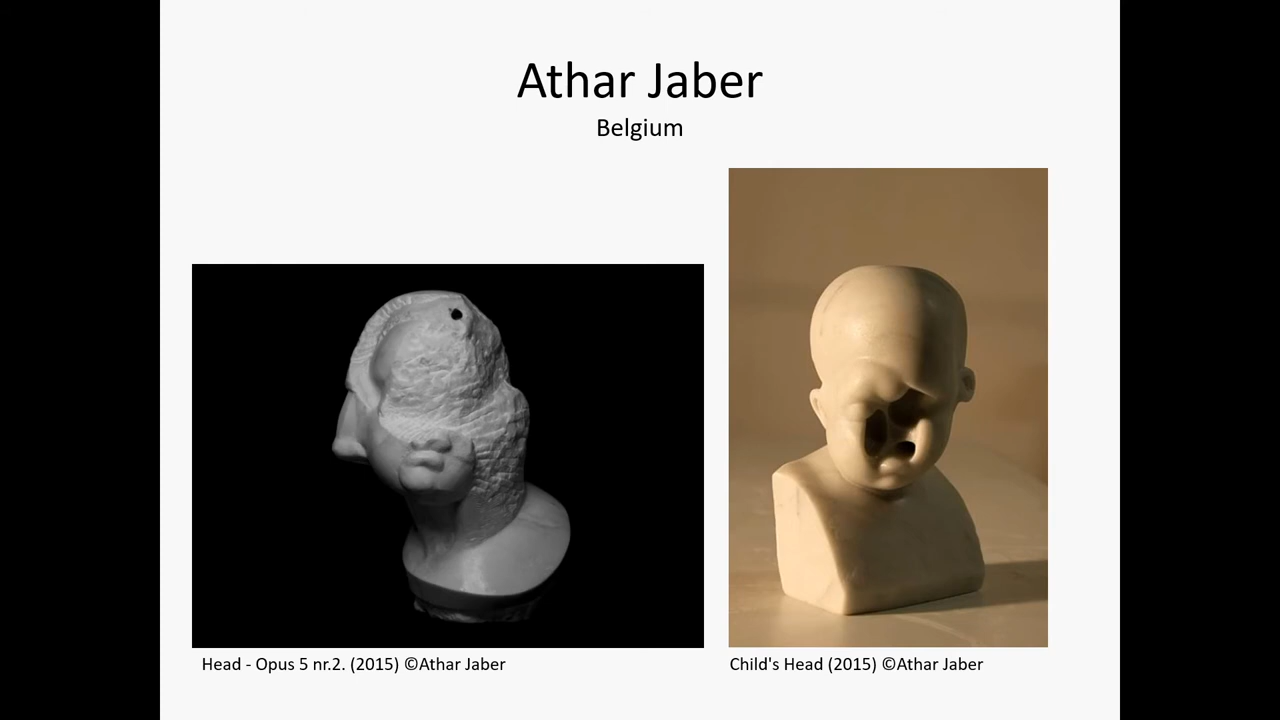 Athar Jaber
Belgium
Head - Opus 5 nr.2. (2015) ©Athar Jaber
Child's Head (2015) ©Athar Jaber